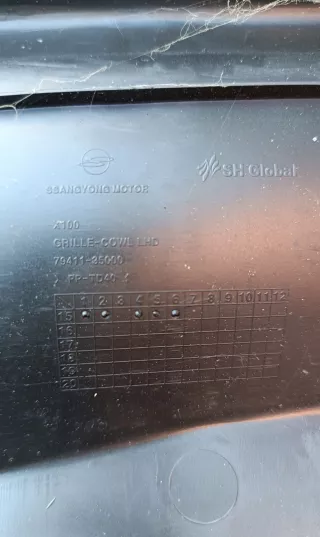 SSANGYONG MOTOR
SH Global
X100
GRILLE-COWL LHD
79411-35000
> PP-TD40 <
1 2 3 4 5 6 7 8 9 10 11 12
15
16
17
18
19
20